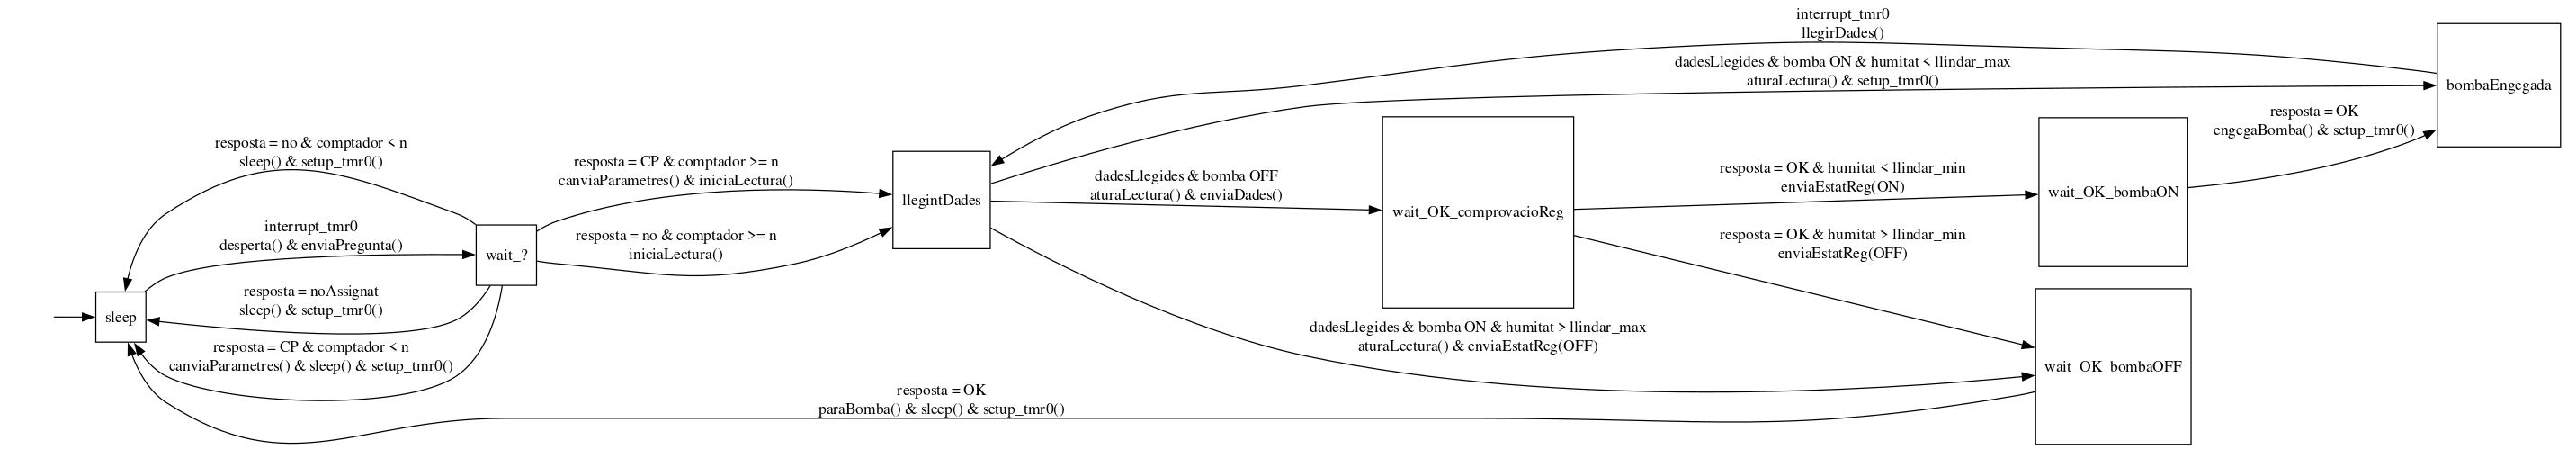 interrupt_tmr0
llegirDades()
dadesLlegides & bomba ON & humitat < llindar_max
aturaLectura() & setup_tmr0()
bombaEngegada
resposta = OK
engegaBomba() & setup_tmr0()
resposta = no & comptador < n
sleep() & setup_tmr0()
resposta = CP & comptador >= n
canviaParametres() & iniciaLectura()
dadesLlegides & bomba OFF
aturaLectura() & enviaDades()
resposta = OK & humitat < llindar_min
enviaEstatReg(ON)
wait_OK_bombaON
llegintDades
wait_OK_comprovacioReg
interrupt_tmr0
desperta() & enviaPregunta()
wait_?
resposta = no & comptador >= n
iniciaLectura()
resposta = OK & humitat > llindar_min
enviaEstatReg(OFF)
resposta = noAssignat
sleep() & setup_tmr0()
sleep
dadesLlegides & bomba ON & humitat > llindar_max
aturaLectura() & enviaEstatReg(OFF)
resposta = CP & comptador < n
canviaParametres() & sleep() & setup_tmr0()
wait_OK_bombaOFF
resposta = OK
paraBomba() & sleep() & setup_tmr0()